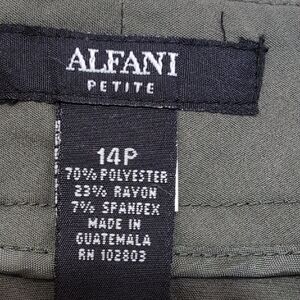 ALFANI
PETITE
14P
70% POLYESTER
23% RAYON
7% SPANDEX
MADE IN
GUATEMALA
RN 102803